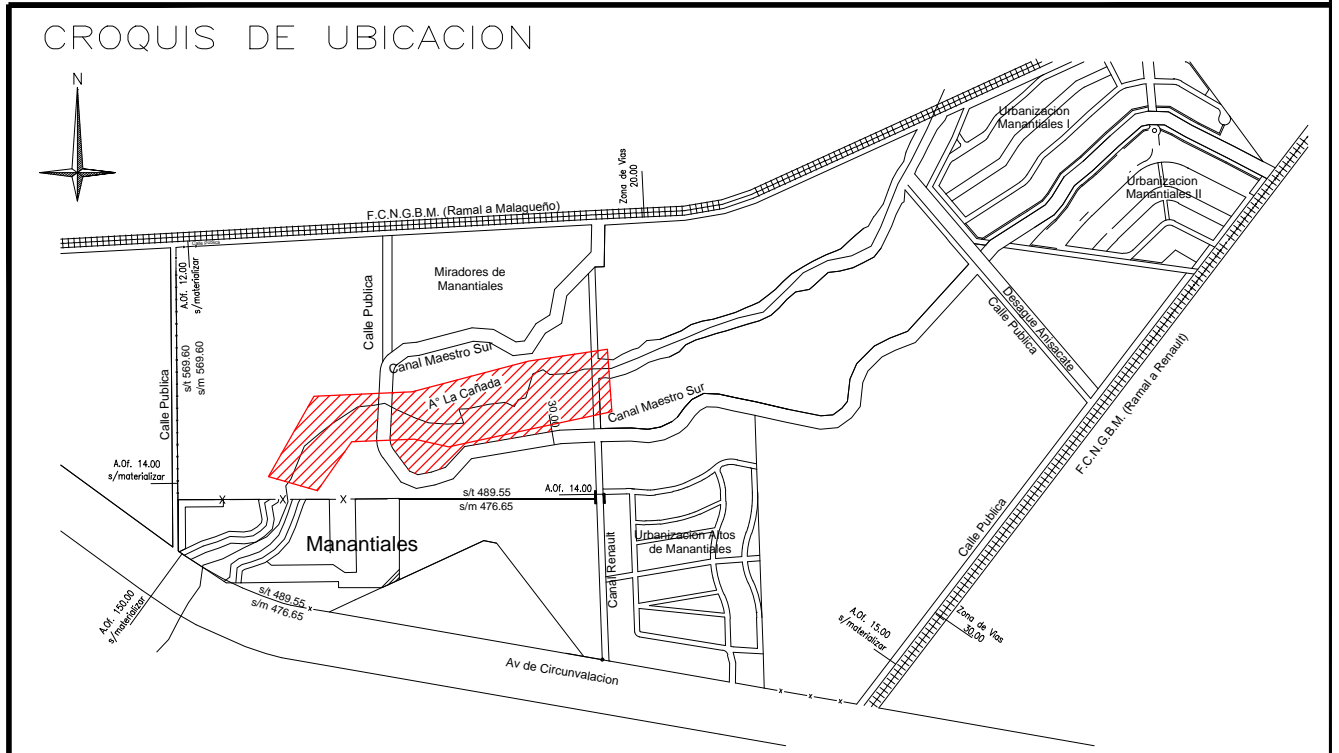 CROQUIS DE UBICACION
N
Urbanizacion
Manantiales I
Urbanizacion
Manantiales II
Zona de Vías
20.00
F.C.N.G.B.M. (Ramal a Malagueño)
Calle Publica
A.Of. 12.00
s/materializar
Calle Publica
Miradores de
Manantiales
s/t 569.60
s/m 569.60
Calle Publica
Canal Maestro Sur
A° La Cañada
Canal Maestro Sur
30.00
Desague Anisacate
Calle Publica
F.C.N.G.B.M. (Ramal a Renault)
A.Of. 14.00
s/materializar
s/t 489.55
s/m 476.65
A.Of. 14.00
X
X
X
Manantiales
Urbanizacion Altos
de Manantiales
Canal Renault
Calle Publica
s/t 489.55
s/m 476.65
x
A.Of. 150.00
s/materializar
A.Of. 15.00
s/materializar
Zona de Vías
30.00
Av de Circunvalacion
x
x
x